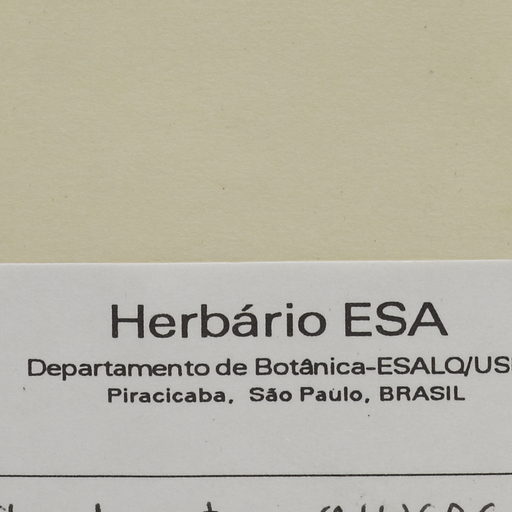 Herbário ESA
Departamento de Botânica-ESALQ/US
Piracicaba, São Paulo, BRASIL